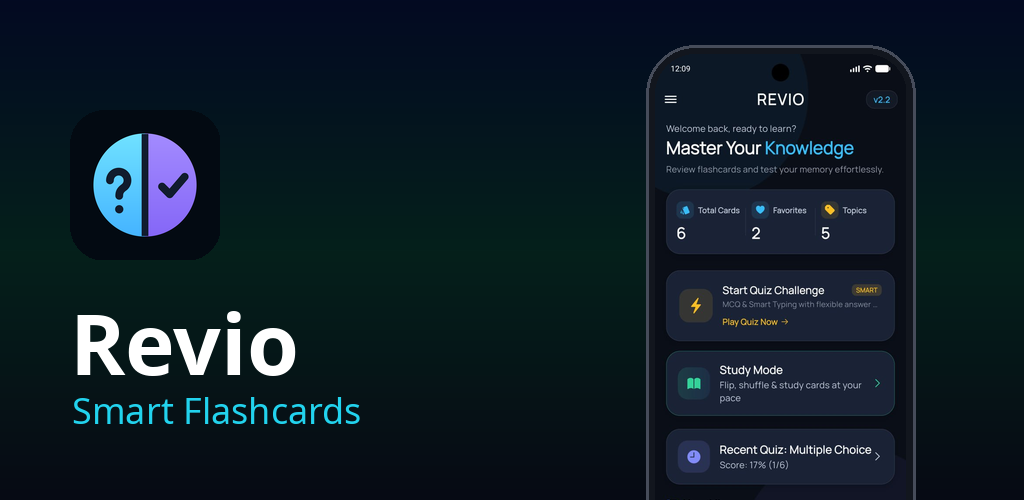 Revio
Smart Flashcards
12:09
REVIO
v2.2
Welcome back, ready to learn?
Master Your Knowledge
Review flashcards and test your memory effortlessly.
Total Cards
6
Favorites
2
Topics
5
Start Quiz Challenge
SMART
MCQ & Smart Typing with flexible answer ...
Play Quiz Now →
Study Mode
Flip, shuffle & study cards at your
pace
Recent Quiz: Multiple Choice
Score: 17% (1/6)